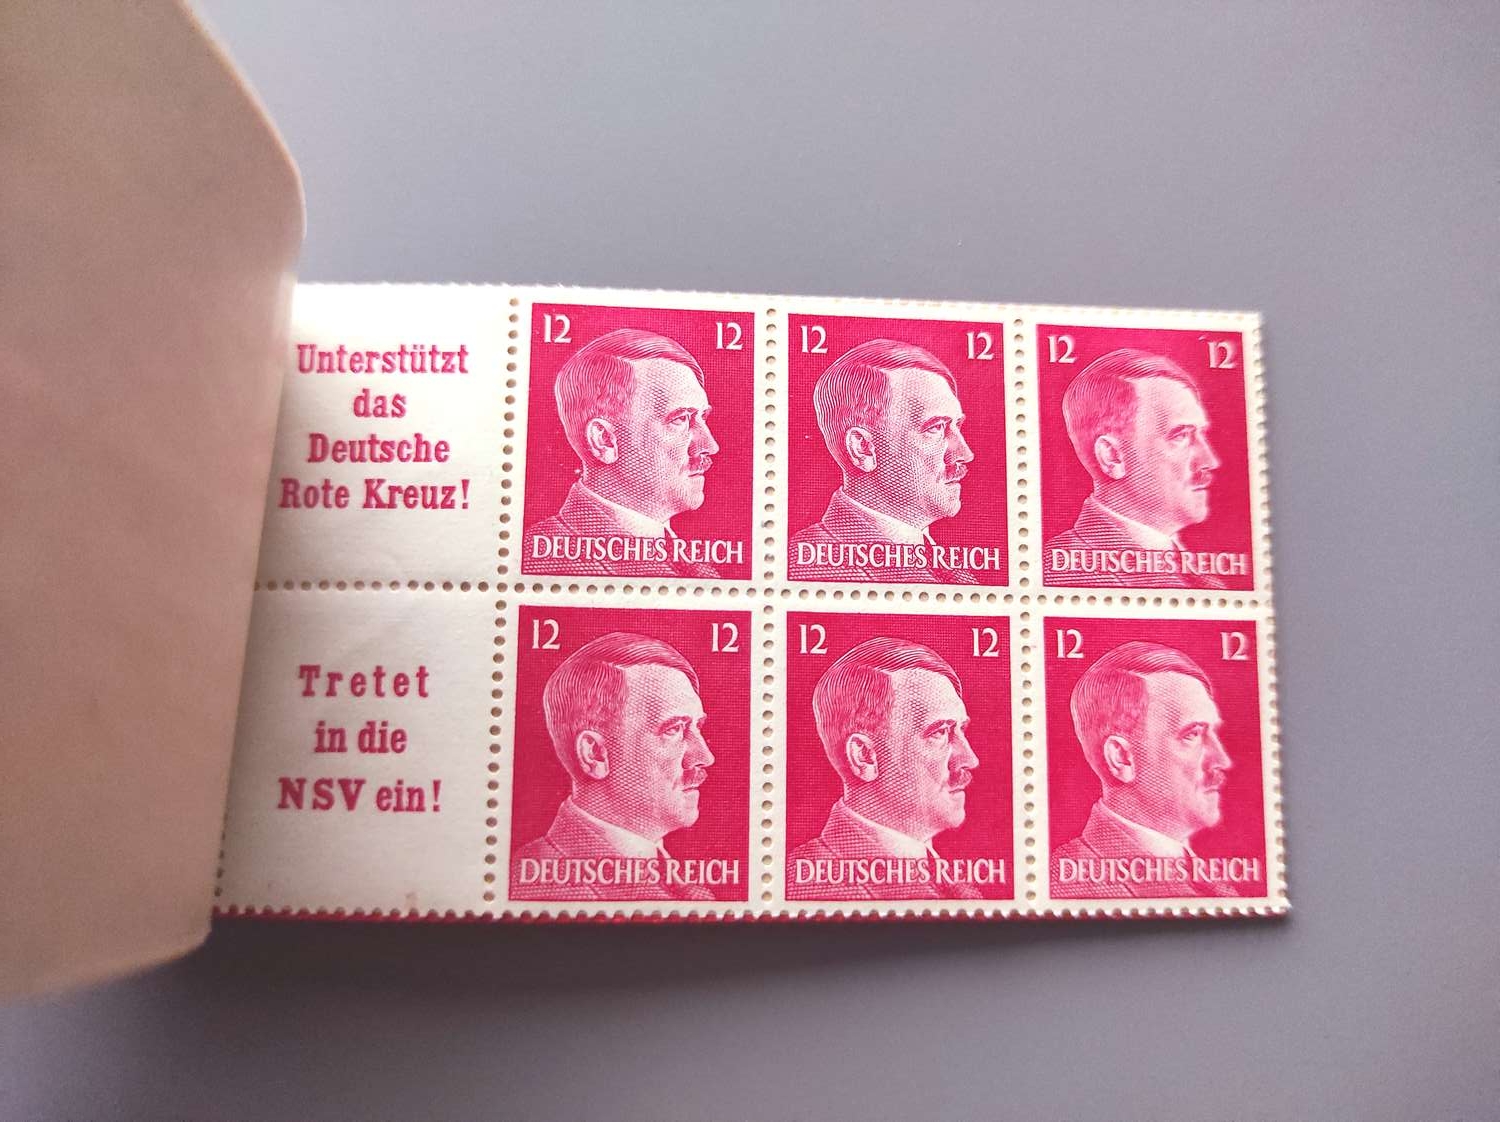 Unterstützt
das
Deutsche
Rote Kreuz!
12 12
DEUTSCHES REICH
12 12
DEUTSCHES REICH
12 12
DEUTSCHES REICH
Tretet
in die
NSV ein!
12 12
DEUTSCHES REICH
12 12
DEUTSCHES REICH
12 12
DEUTSCHES REICH